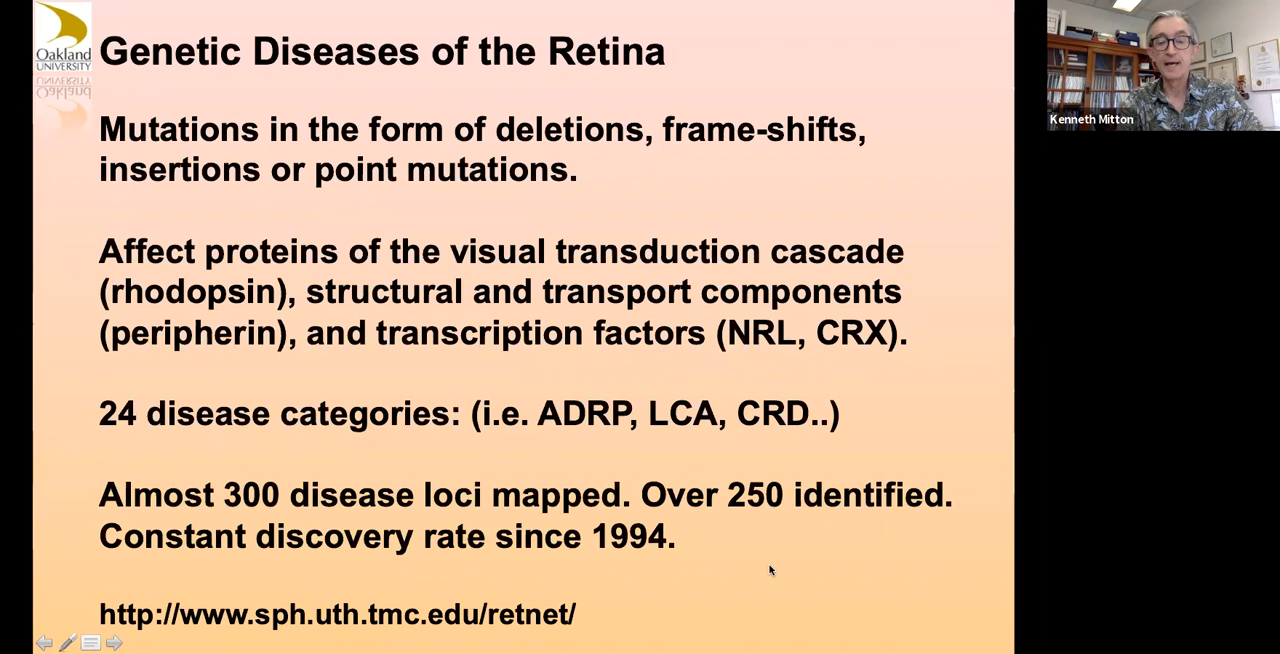 Oakland
UNIVERSITY
Genetic Diseases of the Retina
Mutations in the form of deletions, frame-shifts,
insertions or point mutations.
Affect proteins of the visual transduction cascade
(rhodopsin), structural and transport components
(peripherin), and transcription factors (NRL, CRX).
24 disease categories: (i.e. ADRP, LCA, CRD..)
Almost 300 disease loci mapped. Over 250 identified.
Constant discovery rate since 1994.
http://www.sph.uth.tmc.edu/retnet/
Kenneth Mitton